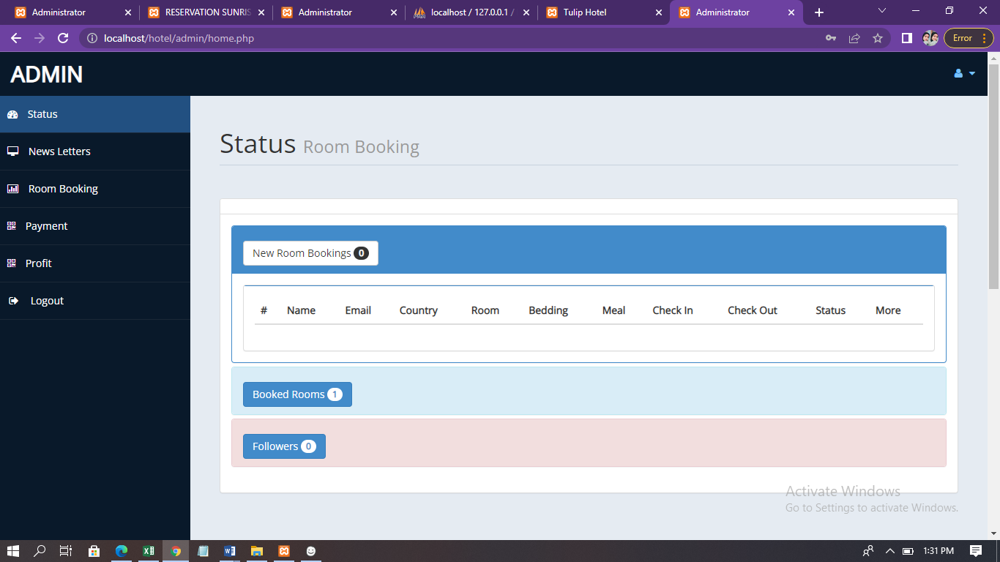 Administrator
RESERVATION SUNRIS
Administrator
localhost / 127.0.0.1 /
Tulip Hotel
Administrator
localhost/hotel/admin/home.php
Error
ADMIN
Status
News Letters
Room Booking
Payment
Profit
Logout
Status Room Booking
New Room Bookings 0
# Name Email Country Room Bedding Meal Check In Check Out Status More
Booked Rooms 1
Followers 0
Activate Windows
Go to Settings to activate Windows.
1:31 PM